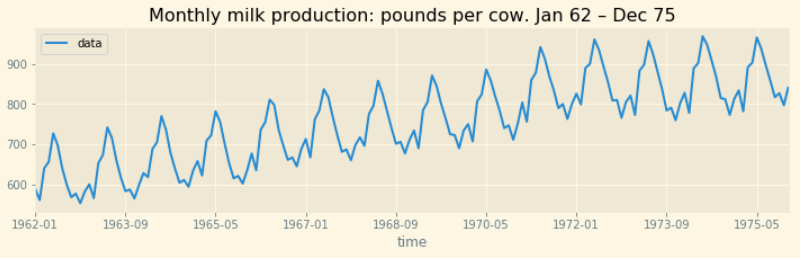 Monthly milk production: pounds per cow. Jan 62 – Dec 75
data
900
800
700
600
1962-01 1963-09 1965-05 1967-01 1968-09 1970-05 1972-01 1973-09 1975-05
time